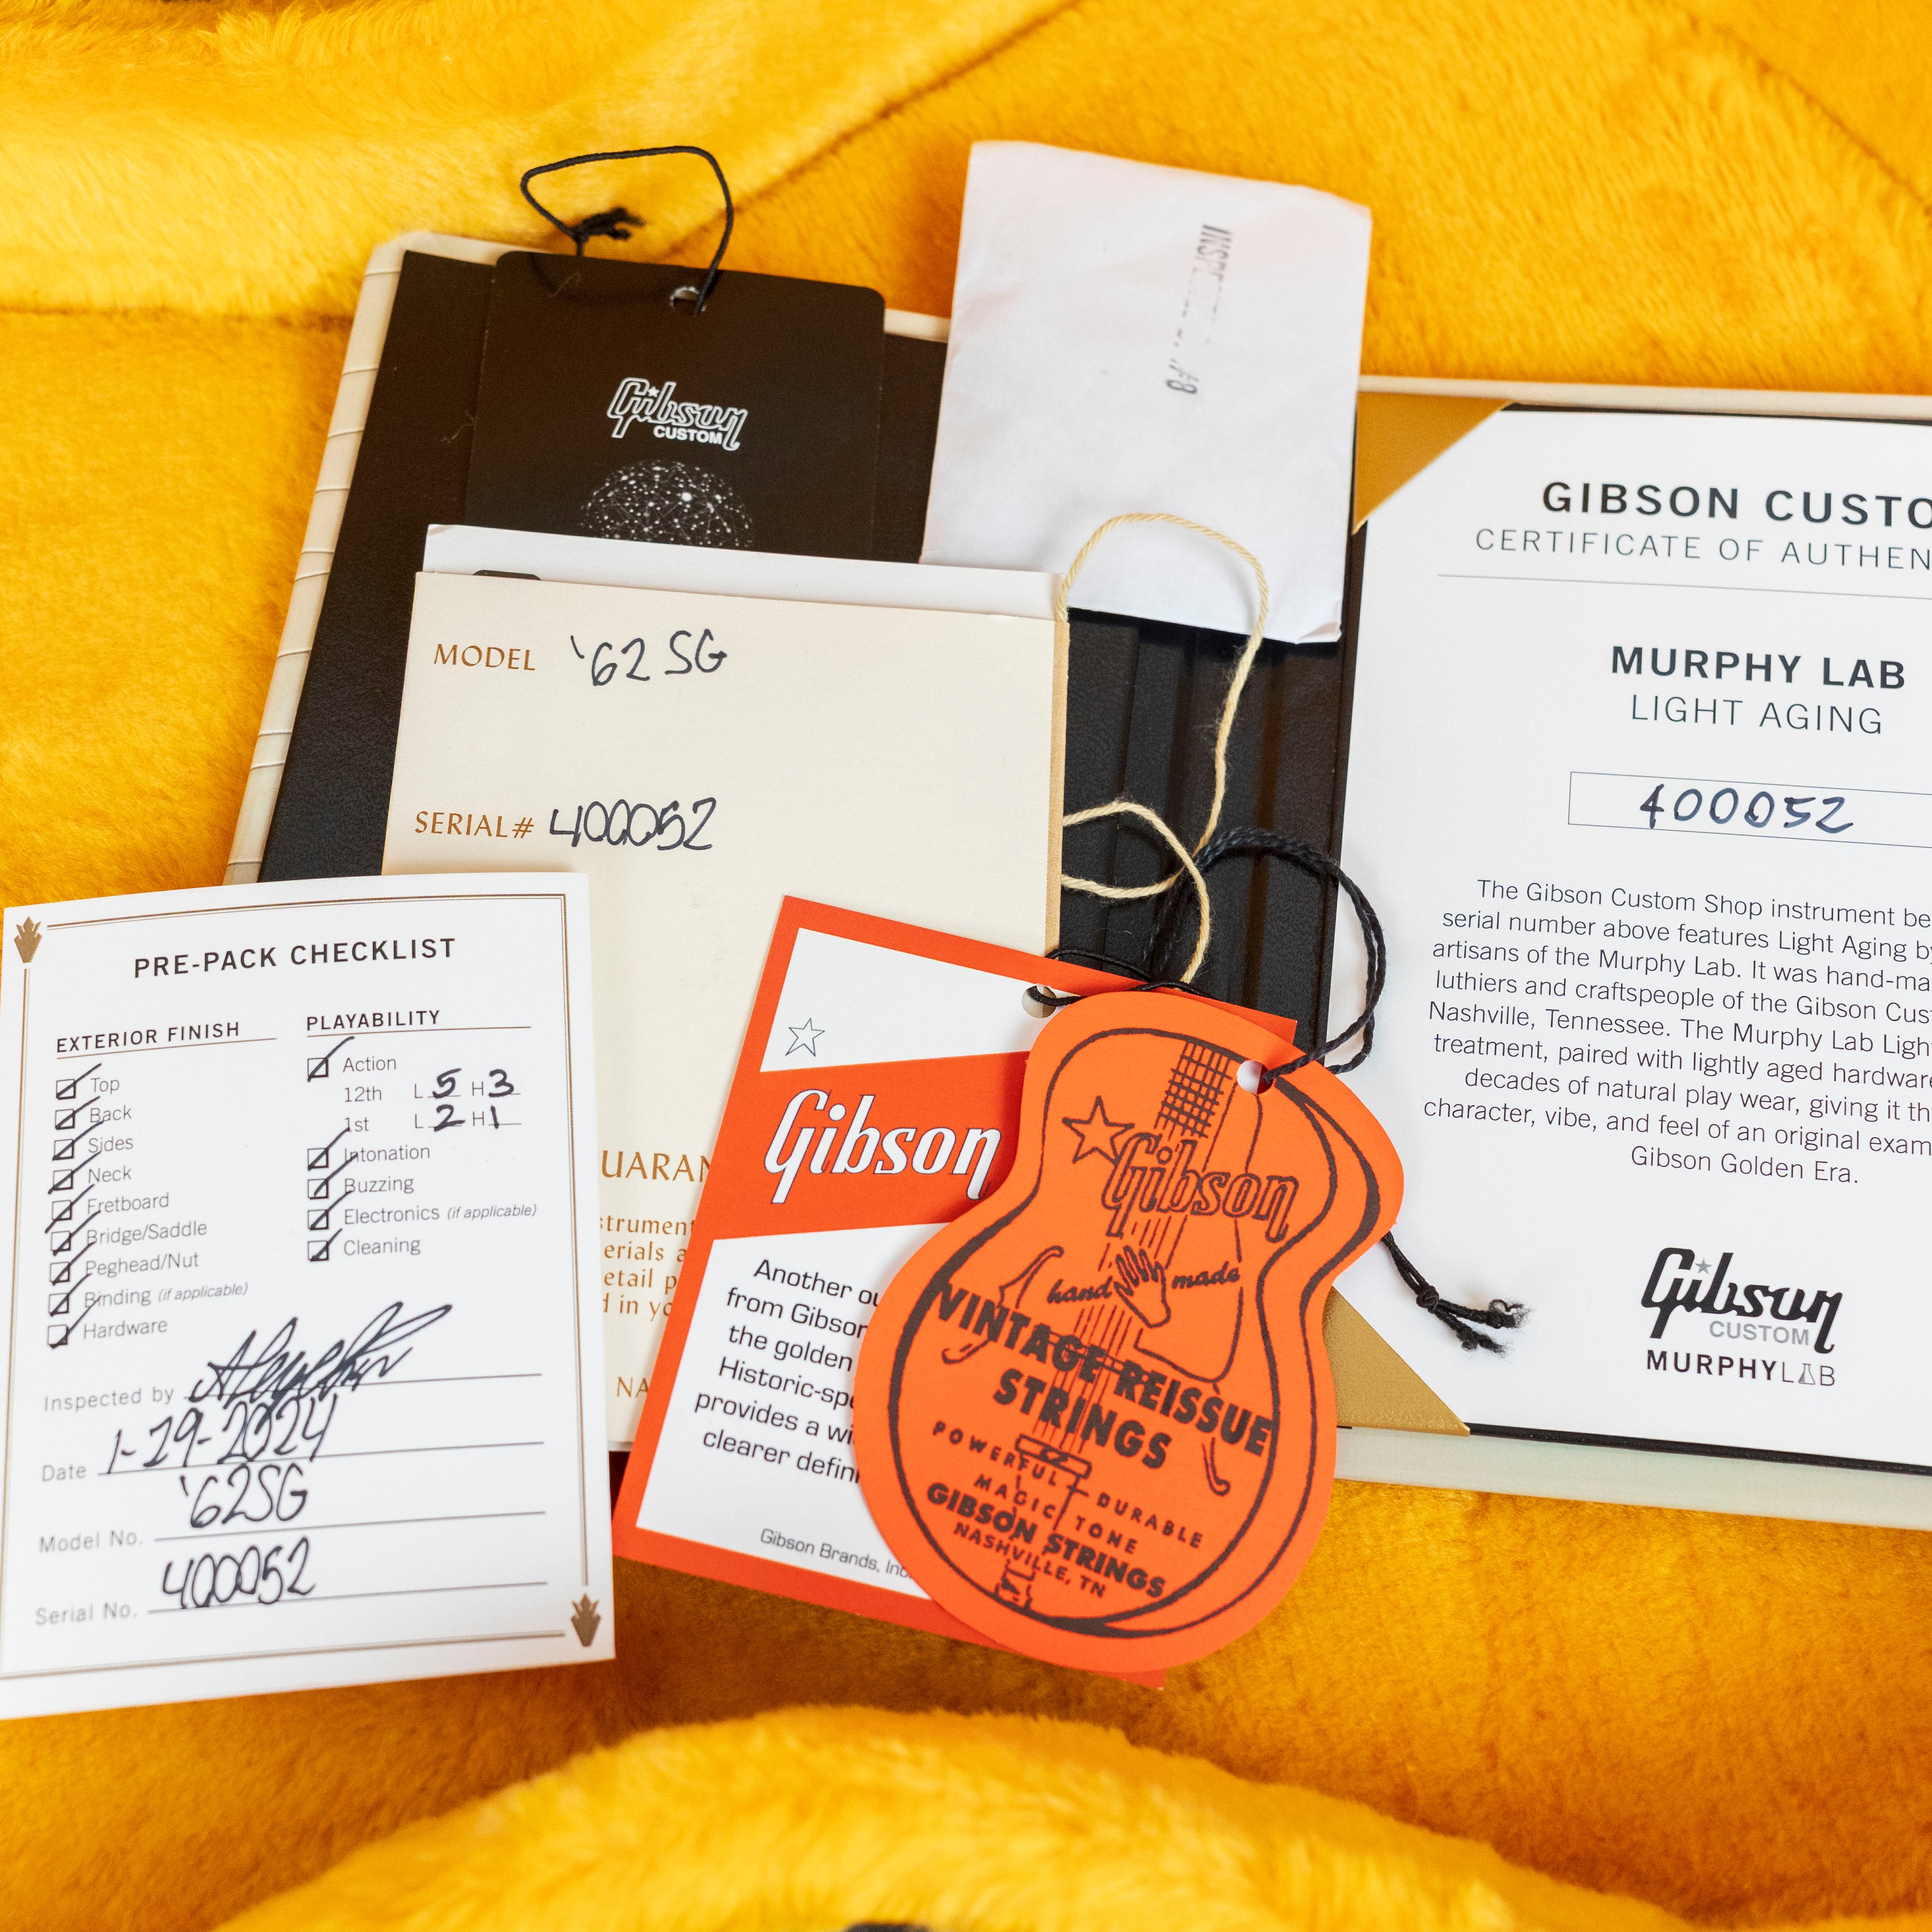 Gibson
CUSTOM
#8
GIBSON CUSTO
CERTIFICATE OF AUTHEN
MURPHY LAB
LIGHT AGING
400052
The Gibson Custom Shop instrument be
serial number above features Light Aging by
artisans of the Murphy Lab. It was hand-ma
luthiers and craftspeople of the Gibson Cus
Nashville, Tennessee. The Murphy Lab Ligh
treatment, paired with lightly aged hardware
decades of natural play wear, giving it th
character, vibe, and feel of an original exam
Gibson Golden Era.
Gibson
CUSTOM
MURPHYLAB
MODEL '62 SG
SERIAL# 400052
UARAN
strument
erials a
etail p
d in yo
NA
PRE-PACK CHECKLIST
EXTERIOR FINISH
Top
Back
Sides
Neck
Fretboard
Bridge/Saddle
Peghead/Nut
Binding (if applicable)
Hardware
PLAYABILITY
Action
12th L 5 H 3
1st L 2 H 1
Intonation
Buzzing
Electronics (if applicable)
Cleaning
Inspected by
Date 1-29-2024
Model No. '62SG
Serial No. 400052
Gibson
Another ou
from Gibson
the golden
Historic-spe
provides a wi
clearer defin
Gibson Brands, Inc.
Gibson
hand made
VINTAGE REISSUE
STRINGS
POWERFUL - DURABLE
MAGIC TONE
GIBSON STRINGS
NASHVILLE, TN